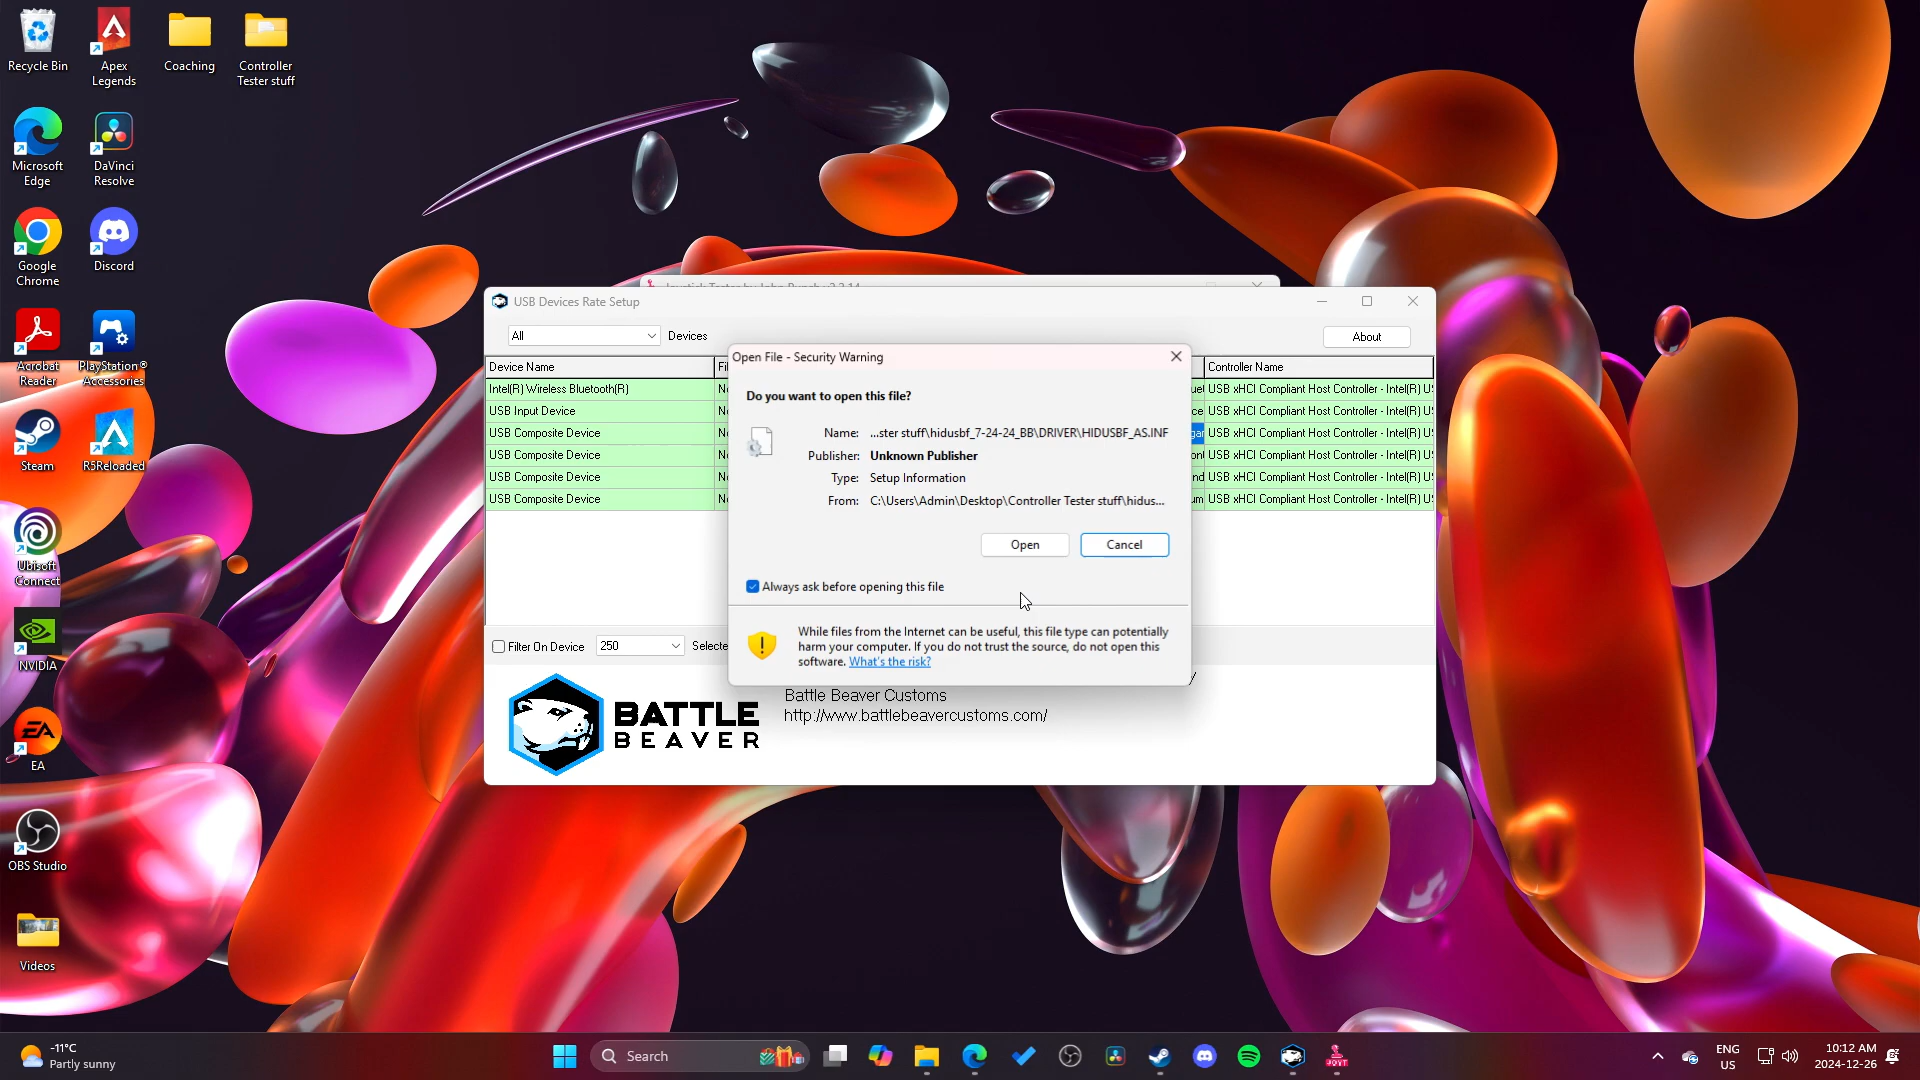 Recycle Bin
Apex
Legends
Coaching
Controller
Tester stuff
Microsoft
Edge
DaVinci
Resolve
Google
Chrome
Discord
Acrobat
Reader
PlayStation®
Accessories
Steam
R5Reloaded
Ubisoft
Connect
NVIDIA
EA
OBS Studio
Videos
USB Devices Rate Setup
All
Devices
About
Device Name
Controller Name
Intel(R) Wireless Bluetooth(R)
USB xHCI Compliant Host Controller - Intel(R)
USB Input Device
USB xHCI Compliant Host Controller - Intel(R)
USB Composite Device
USB xHCI Compliant Host Controller - Intel(R)
USB Composite Device
USB xHCI Compliant Host Controller - Intel(R)
USB Composite Device
USB xHCI Compliant Host Controller - Intel(R)
USB Composite Device
USB xHCI Compliant Host Controller - Intel(R)
Open File - Security Warning
Do you want to open this file?
Name: ...ster stuff\hidusbf_7-24-24_BB\DRIVER\HIDUSBF_AS.INF
Publisher: Unknown Publisher
Type: Setup Information
From: C:\Users\Admin\Desktop\Controller Tester stuff\hidus...
Open
Cancel
Always ask before opening this file
While files from the Internet can be useful, this file type can potentially
harm your computer. If you do not trust the source, do not open this
software. What's the risk?
Filter On Device
250
Battle Beaver Customs
http://www.battlebeavercustoms.com/
BATTLE
BEAVER
-11°C
Partly sunny
Search
ENG
US
10:12 AM
2024-12-26